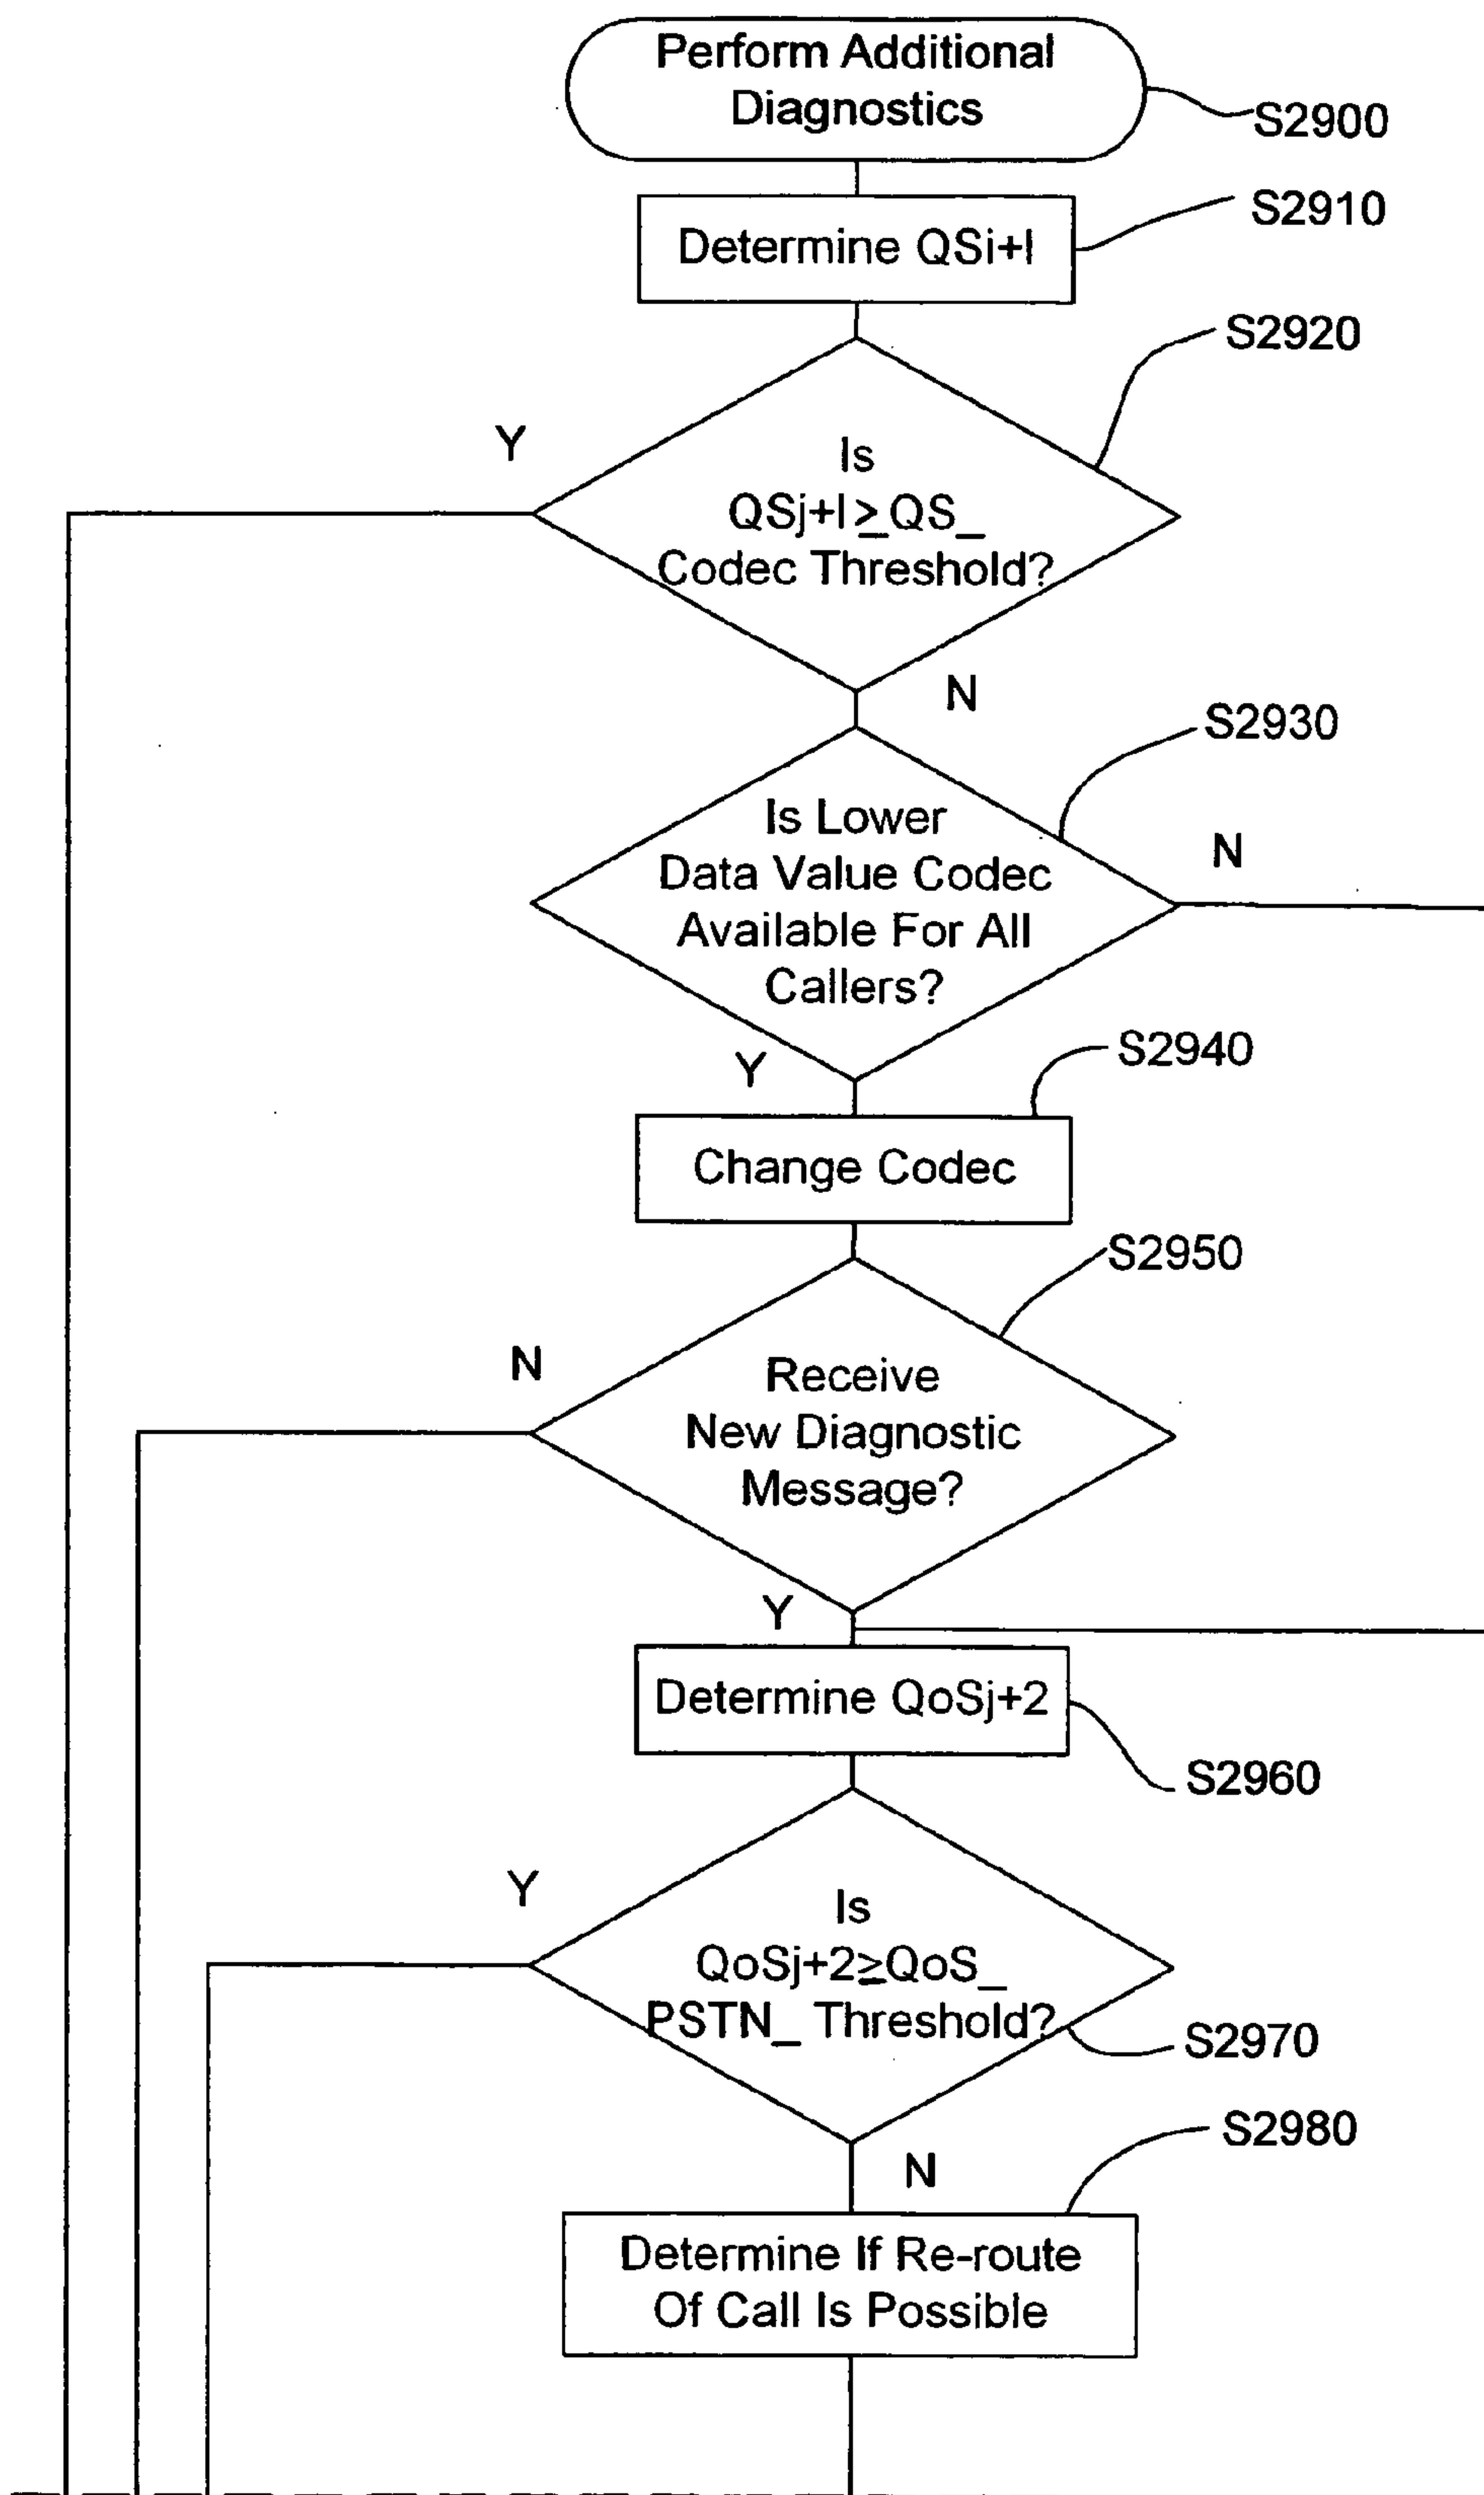 Perform Additional
Diagnostics
S2900
S2910
Determine QSi+I
S2920
Y
Is
QSj+I≥QS_
Codec Threshold?
N
S2930
Is Lower
Data Value Codec
Available For All
Callers?
N
Y
S2940
Change Codec
S2950
N
Receive
New Diagnostic
Message?
Y
Determine QoSj+2
S2960
Y
Is
QoSj+2≥QoS_
PSTN_ Threshold?
S2970
N
S2980
Determine If Re-route
Of Call Is Possible